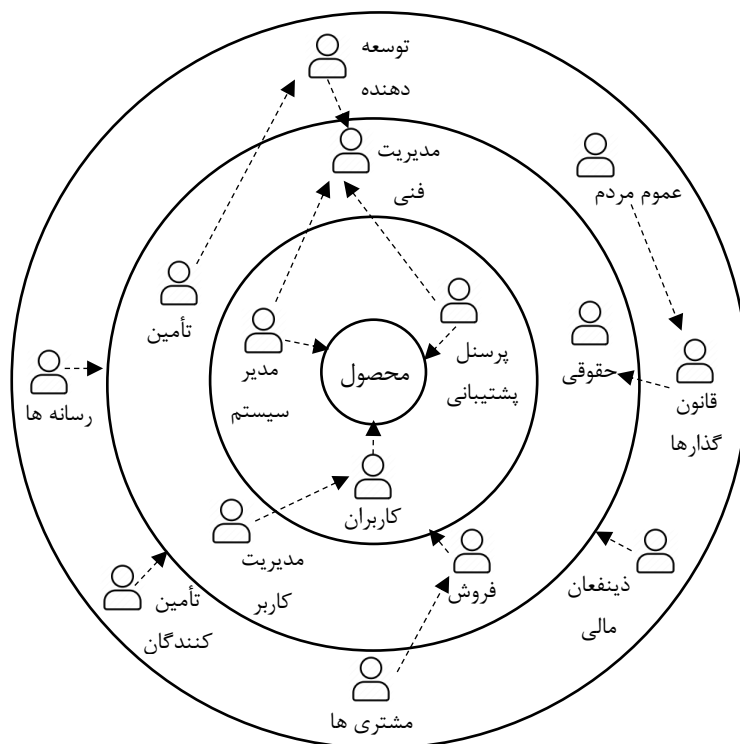 توسعه
دهنده
مدیریت
فنی
عموم مردم
تأمین
پرسنل
پشتیبانی
مدیر
سیستم
محصول
حقوقی
قانون
گذارها
رسانه ها
کاربران
مدیریت
کاربر
فروش
ذینفعان
مالی
تأمین
کنندگان
مشتری ها